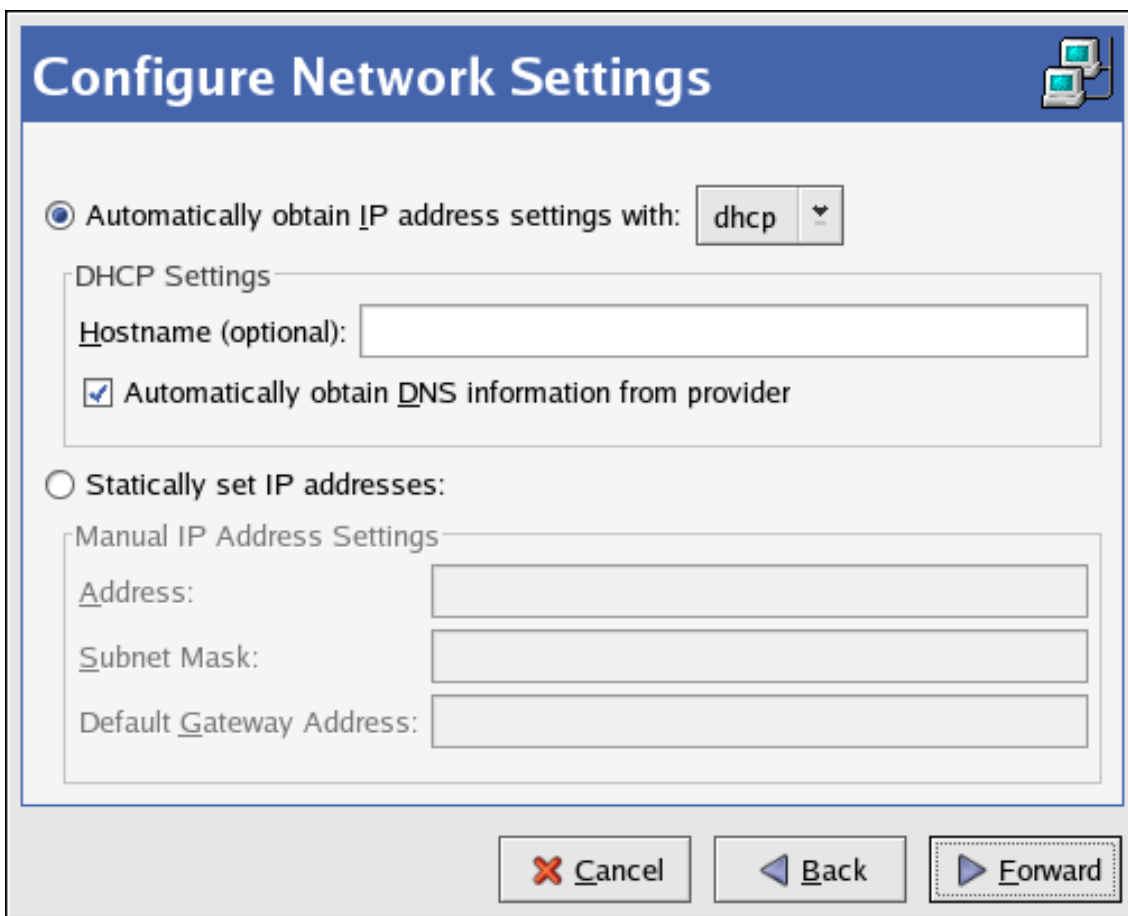 Configure Network Settings
Automatically obtain IP address settings with: dhcp
DHCP Settings
Hostname (optional):
Automatically obtain DNS information from provider
Statically set IP addresses:
Manual IP Address Settings
Address:
Subnet Mask:
Default Gateway Address:
Cancel Back Forward